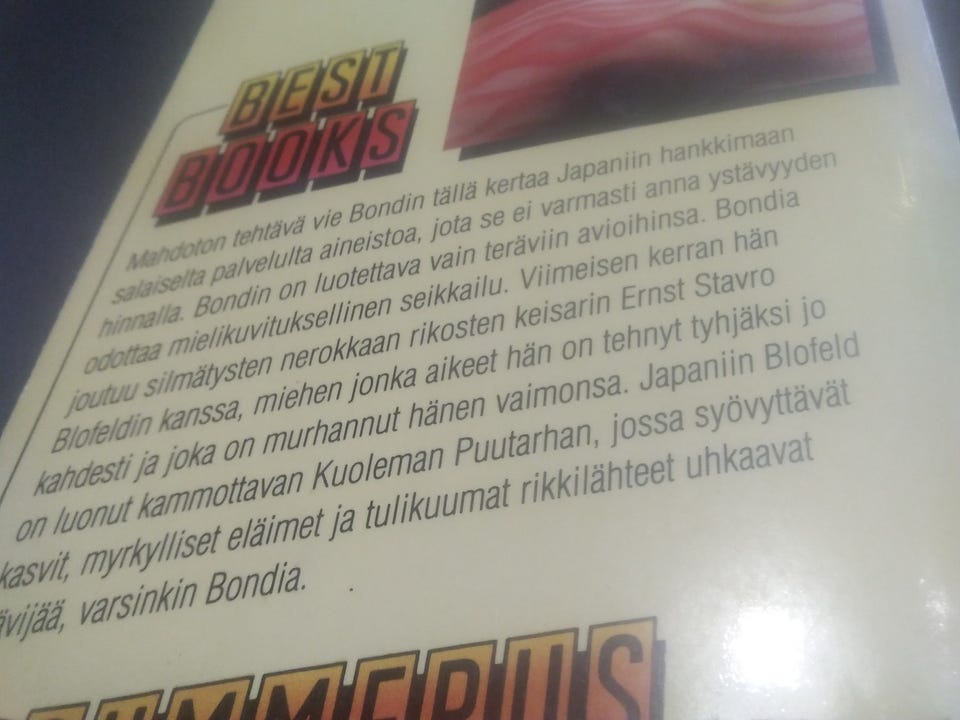 BEST
BOOKS
Mahdoton tehtävä vie Bondin tällä kertaa Japaniin hankkimaan
salaiselta palvelulta aineistoa, jota se ei varmasti anna ystävyyden
hinnalla. Bondin on luotettava vain teräviin avioihinsa. Bondia
odottaa mielikuvituksellinen seikkailu. Viimeisen kerran hän
joutuu silmätysten nerokkaan rikosten keisarin Ernst Stavro
Blofeldin kanssa, miehen jonka aikeet hän on tehnyt tyhjäksi jo
kahdesti ja joka on murhannut hänen vaimonsa. Japaniin Blofeld
on luonut kammottavan Kuoleman Puutarhan, jossa syövyttävät
kasvit, myrkylliset eläimet ja tulikuumat rikkilähteet uhkaavat
ävijää, varsinkin Bondia.
UMMERUS